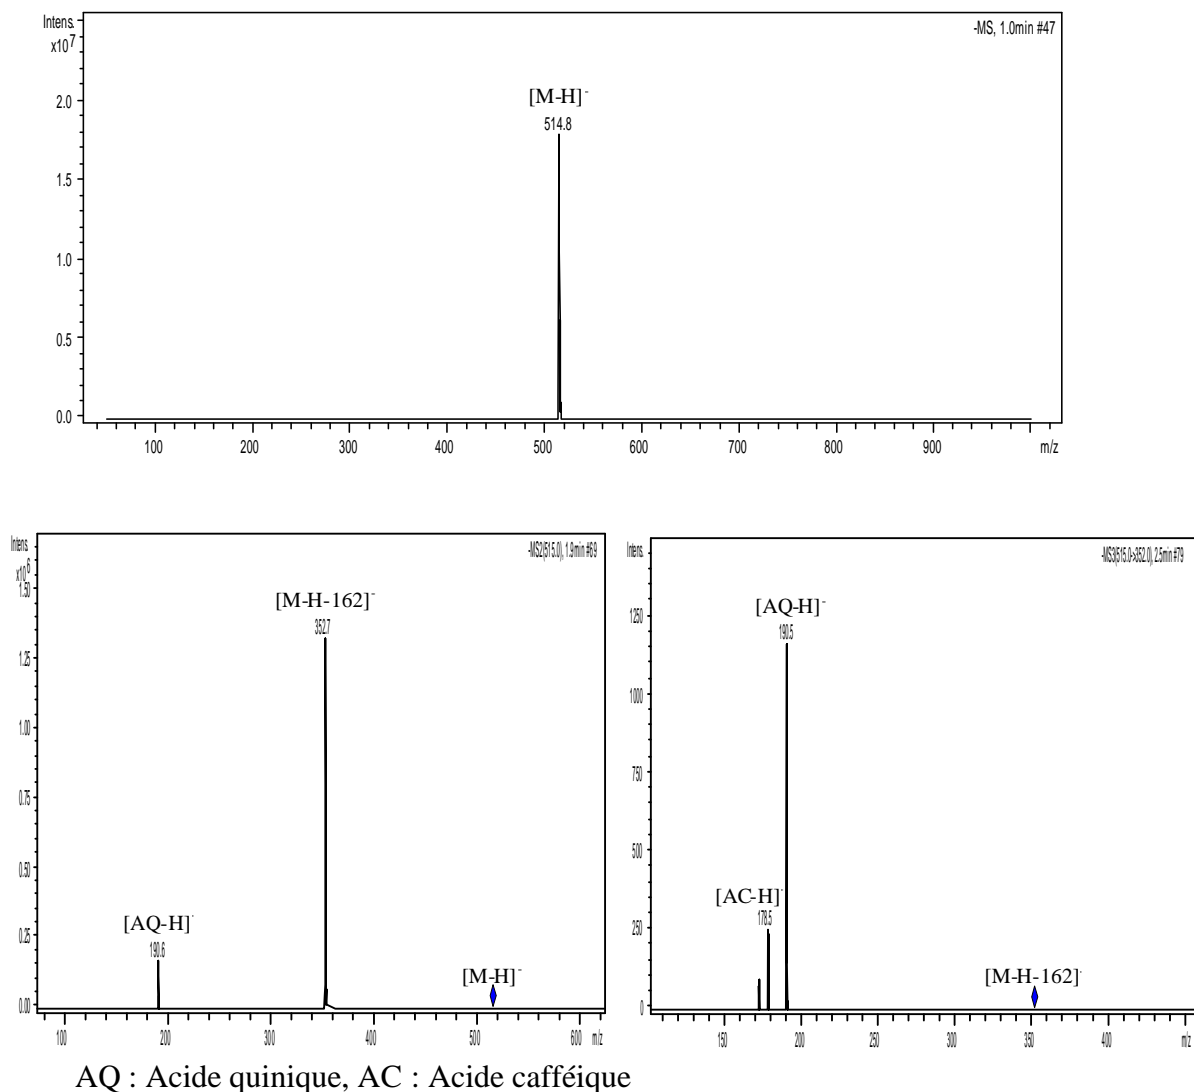 Intens.
x10⁷
-MS, 1.0min #47
[M-H]⁻
514.8
2.0
1.5
1.0
0.5
0.0
100 200 300 400 500 600 700 800 900 m/z
Intens.
x10⁶
-MS2(515.0), 1.9min #69
1.50
[M-H-162]⁻
352.7
1.25
1.00
0.75
0.50
[AQ-H]⁻
190.6
0.25
[M-H]⁻
0.00
100 200 300 400 500 600 m/z
Intens.
-MS3(515.0->352.0), 2.5min #79
[AQ-H]⁻
190.5
1250
1000
750
500
[AC-H]⁻
178.5
250
[M-H-162]⁻
0
150 200 250 300 350 400 m/z
AQ : Acide quinique, AC : Acide cafféique